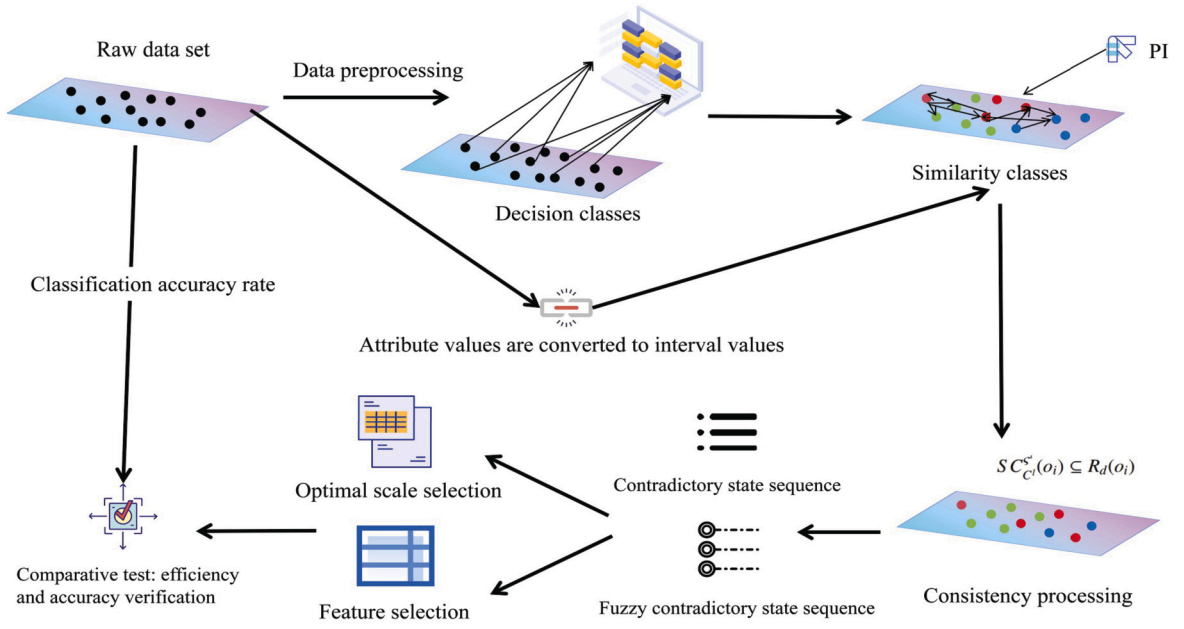 Raw data set
Data preprocessing
PI
Decision classes
Similarity classes
Classification accuracy rate
Attribute values are converted to interval values
$SC_{C^l}^{\varsigma^l}(o_i) \subseteq R_d(o_i)$
Optimal scale selection
Contradictory state sequence
Comparative test: efficiency
and accuracy verification
Feature selection
Fuzzy contradictory state sequence
Consistency processing